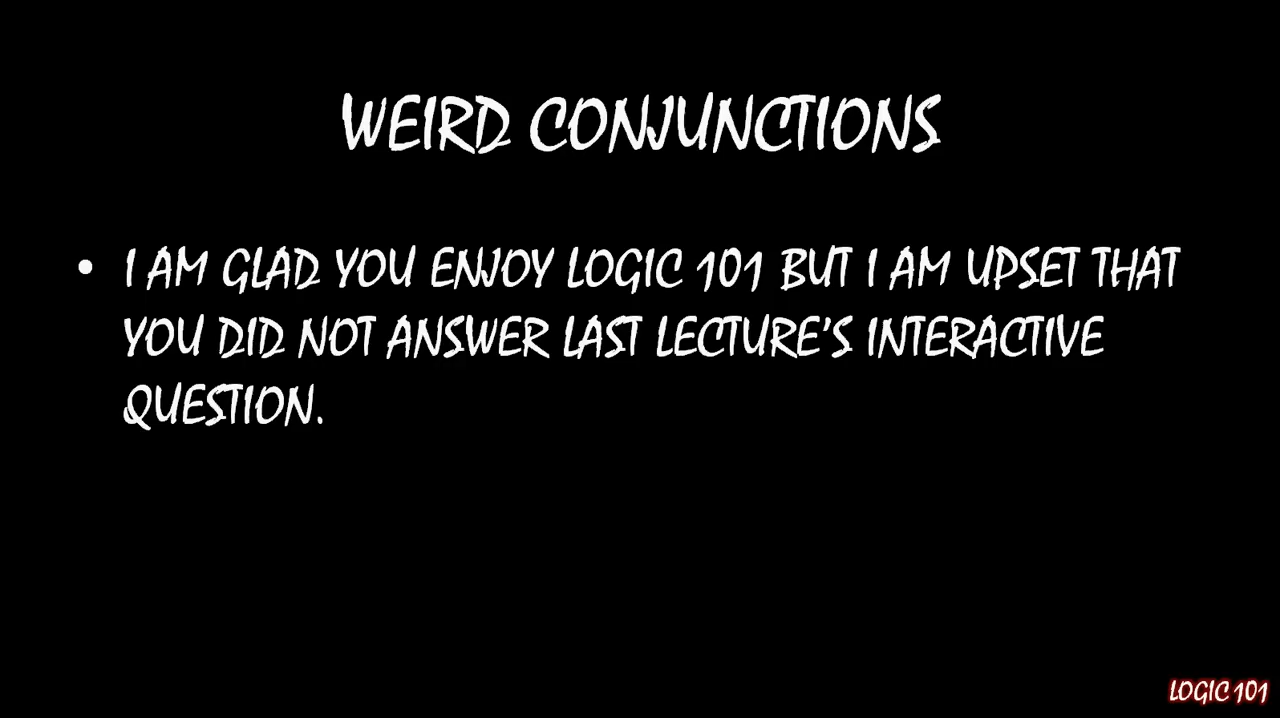 WEIRD CONJUNCTIONS
• I AM GLAD YOU ENJOY LOGIC 101 BUT I AM UPSET THAT
YOU DID NOT ANSWER LAST LECTURE'S INTERACTIVE
QUESTION.
LOGIC 101